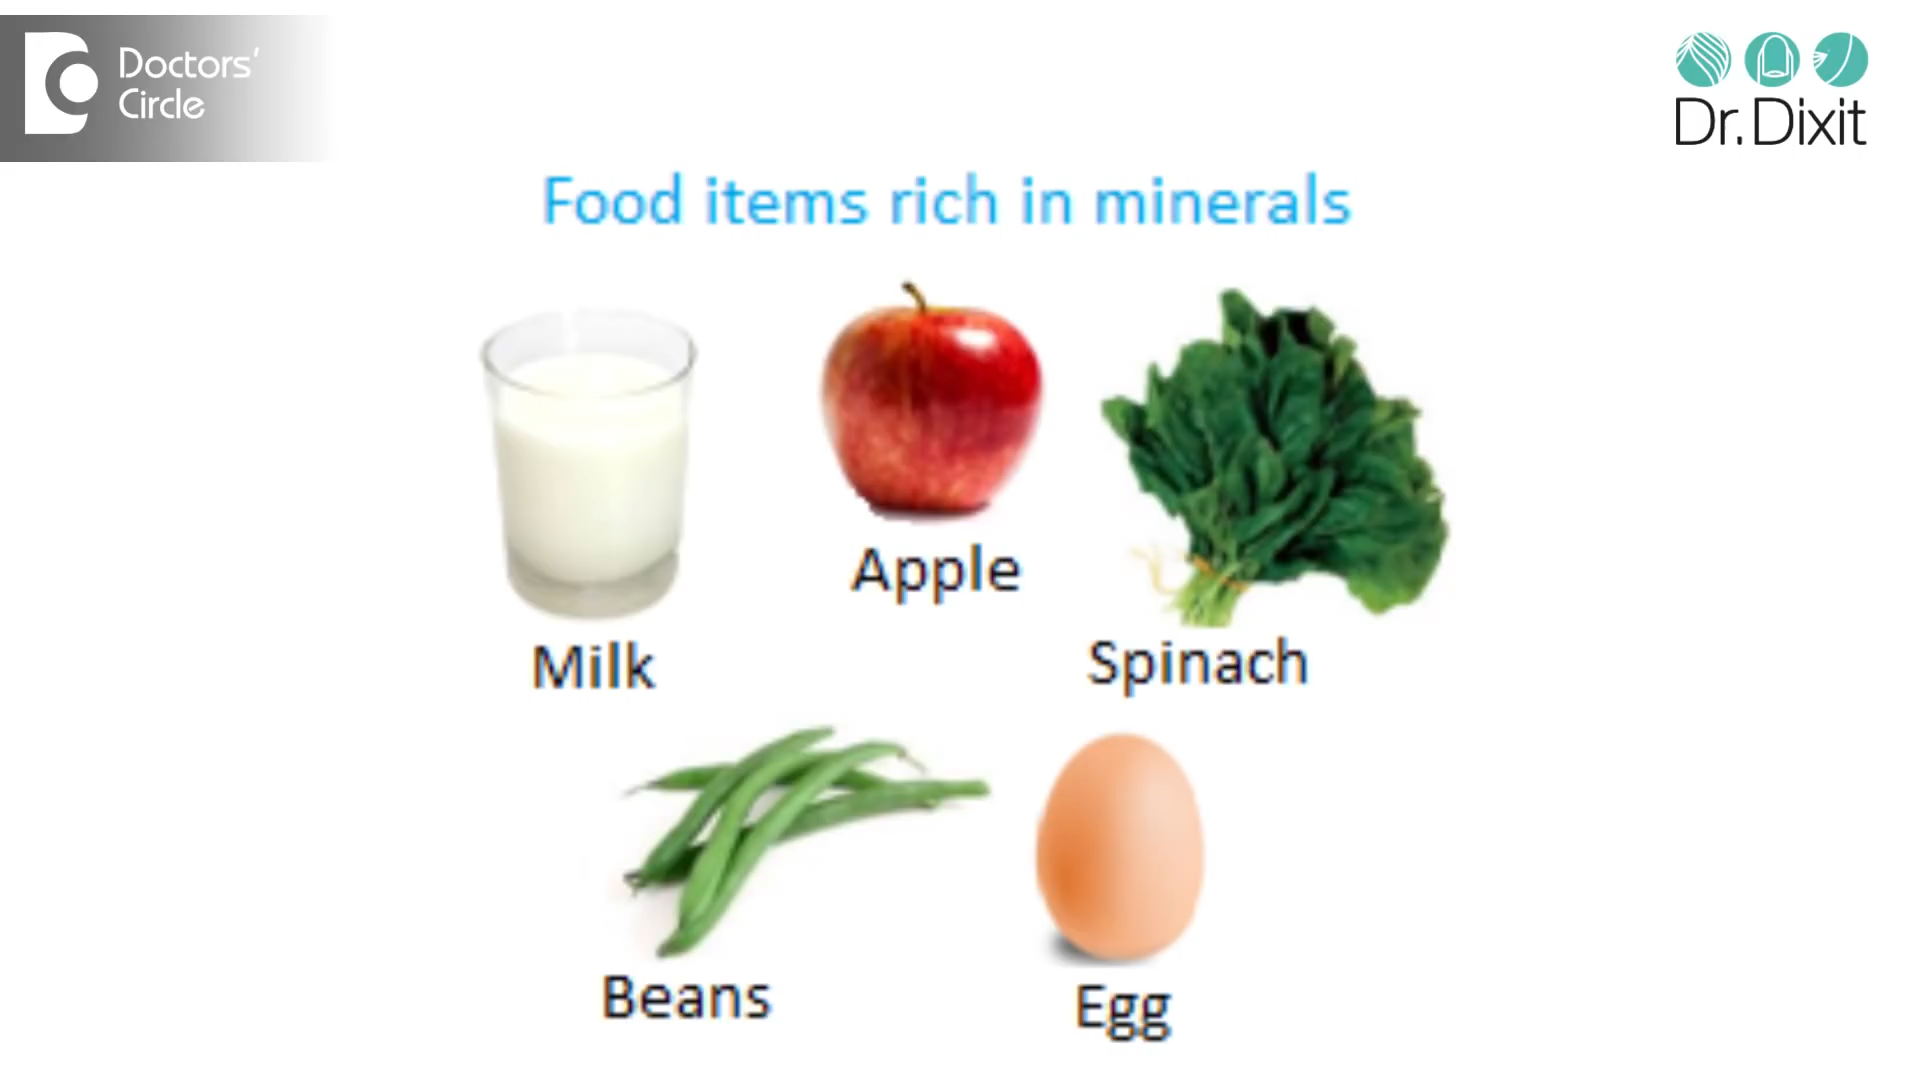 Doctors'
Circle
Dr.Dixit
Food items rich in minerals
Apple
Milk
Spinach
Beans
Egg